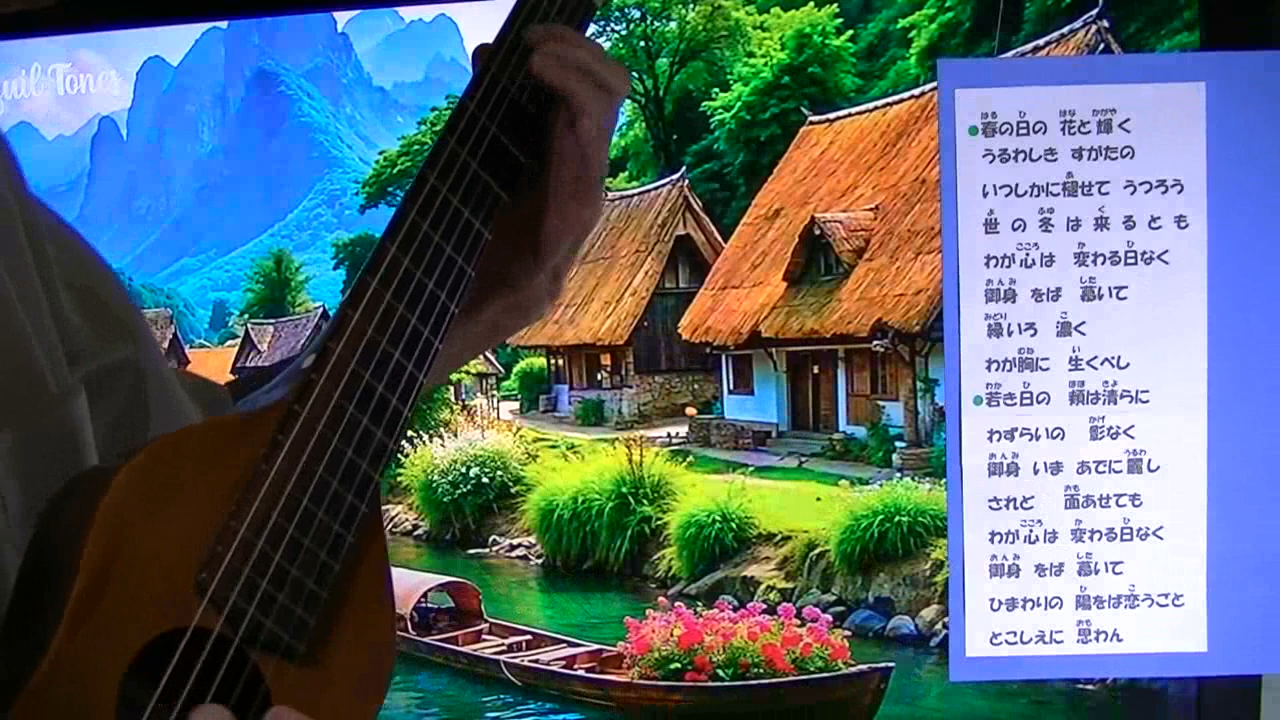 uil Tones
●春の日の 花と輝く
うるわしき すがたの
いつしかに褪せて うつろう
世の冬は来るとも
わが心は 変わる日なく
御身 をば 慕いて
緑いろ 濃く
わが胸に 生くべし
●若き日の 頬は清らに
わずらいの 影なく
御身 いま あでに麗し
されど 面あせても
わが心は 変わる日なく
御身 をば 慕いて
ひまわりの 陽をば恋うごと
とこしえに 思わん